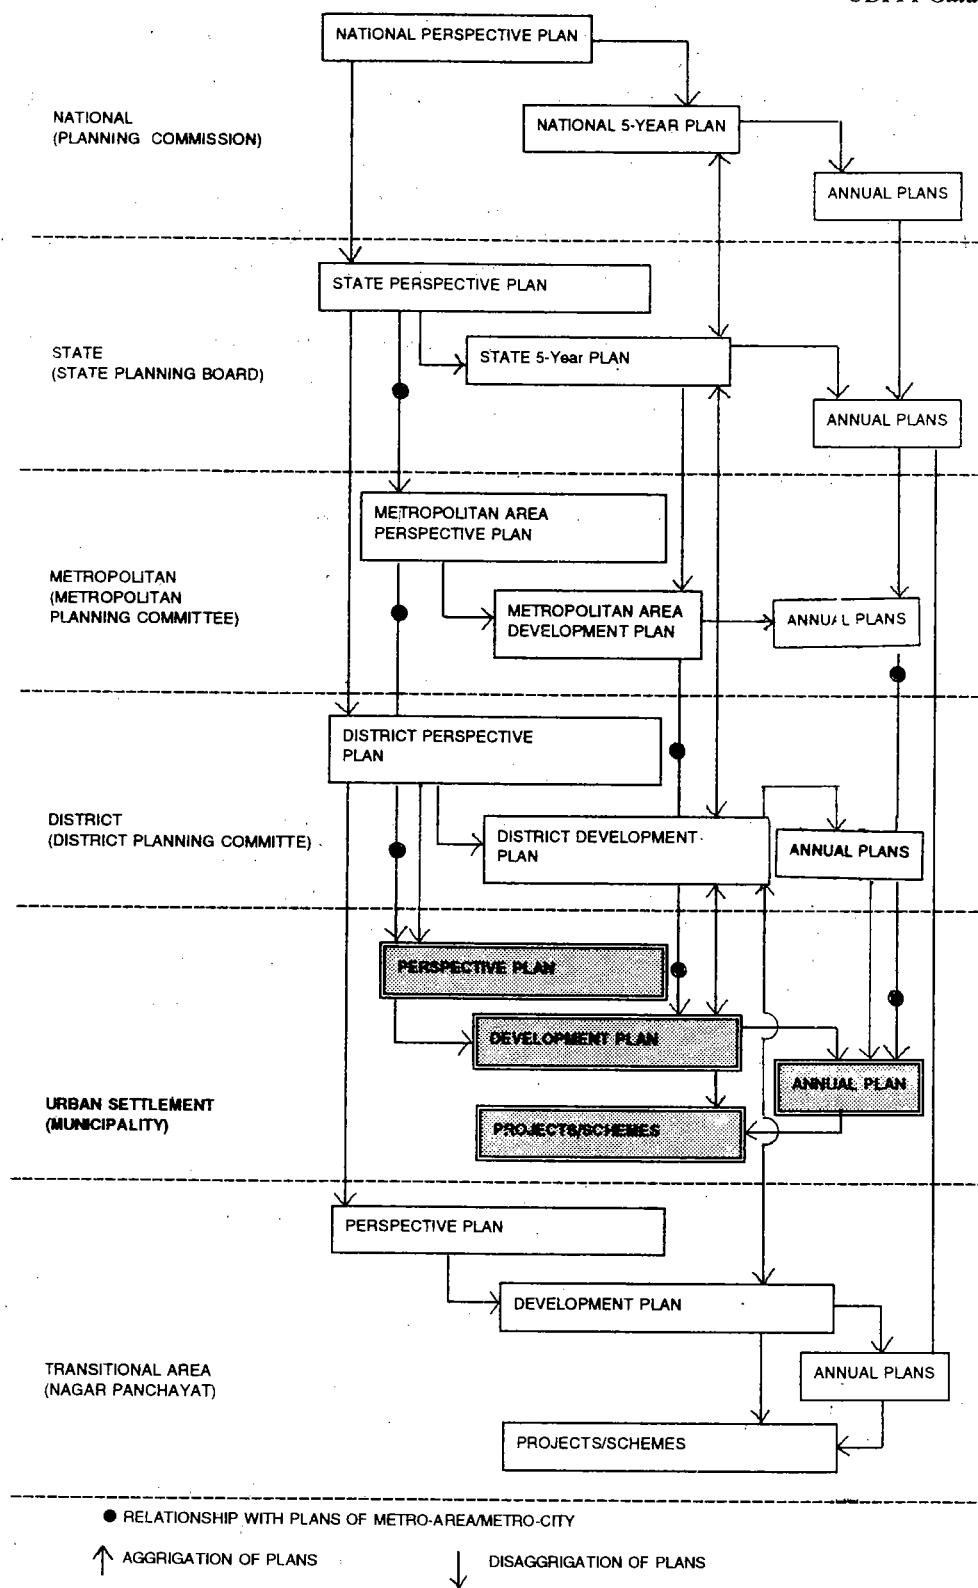 NATIONAL PERSPECTIVE PLAN
NATIONAL
(PLANNING COMMISSION)
NATIONAL 5-YEAR PLAN
ANNUAL PLANS
STATE PERSPECTIVE PLAN
STATE
(STATE PLANNING BOARD)
STATE 5-Year PLAN
ANNUAL PLANS
METROPOLITAN AREA
PERSPECTIVE PLAN
METROPOLITAN
(METROPOLITAN
PLANNING COMMITTEE)
METROPOLITAN AREA
DEVELOPMENT PLAN
ANNUAL PLANS
DISTRICT PERSPECTIVE
PLAN
DISTRICT
(DISTRICT PLANNING COMMITTE)
DISTRICT DEVELOPMENT
PLAN
ANNUAL PLANS
PERSPECTIVE PLAN
DEVELOPMENT PLAN
ANNUAL PLAN
URBAN SETTLEMENT
(MUNICIPALITY)
PROJECTS/SCHEMES
PERSPECTIVE PLAN
DEVELOPMENT PLAN
TRANSITIONAL AREA
(NAGAR PANCHAYAT)
ANNUAL PLANS
PROJECTS/SCHEMES
RELATIONSHIP WITH PLANS OF METRO-AREA/METRO-CITY
AGGRIGATION OF PLANS
DISAGGRIGATION OF PLANS